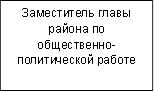 Заместитель главы
района по
общественно-
политической работе